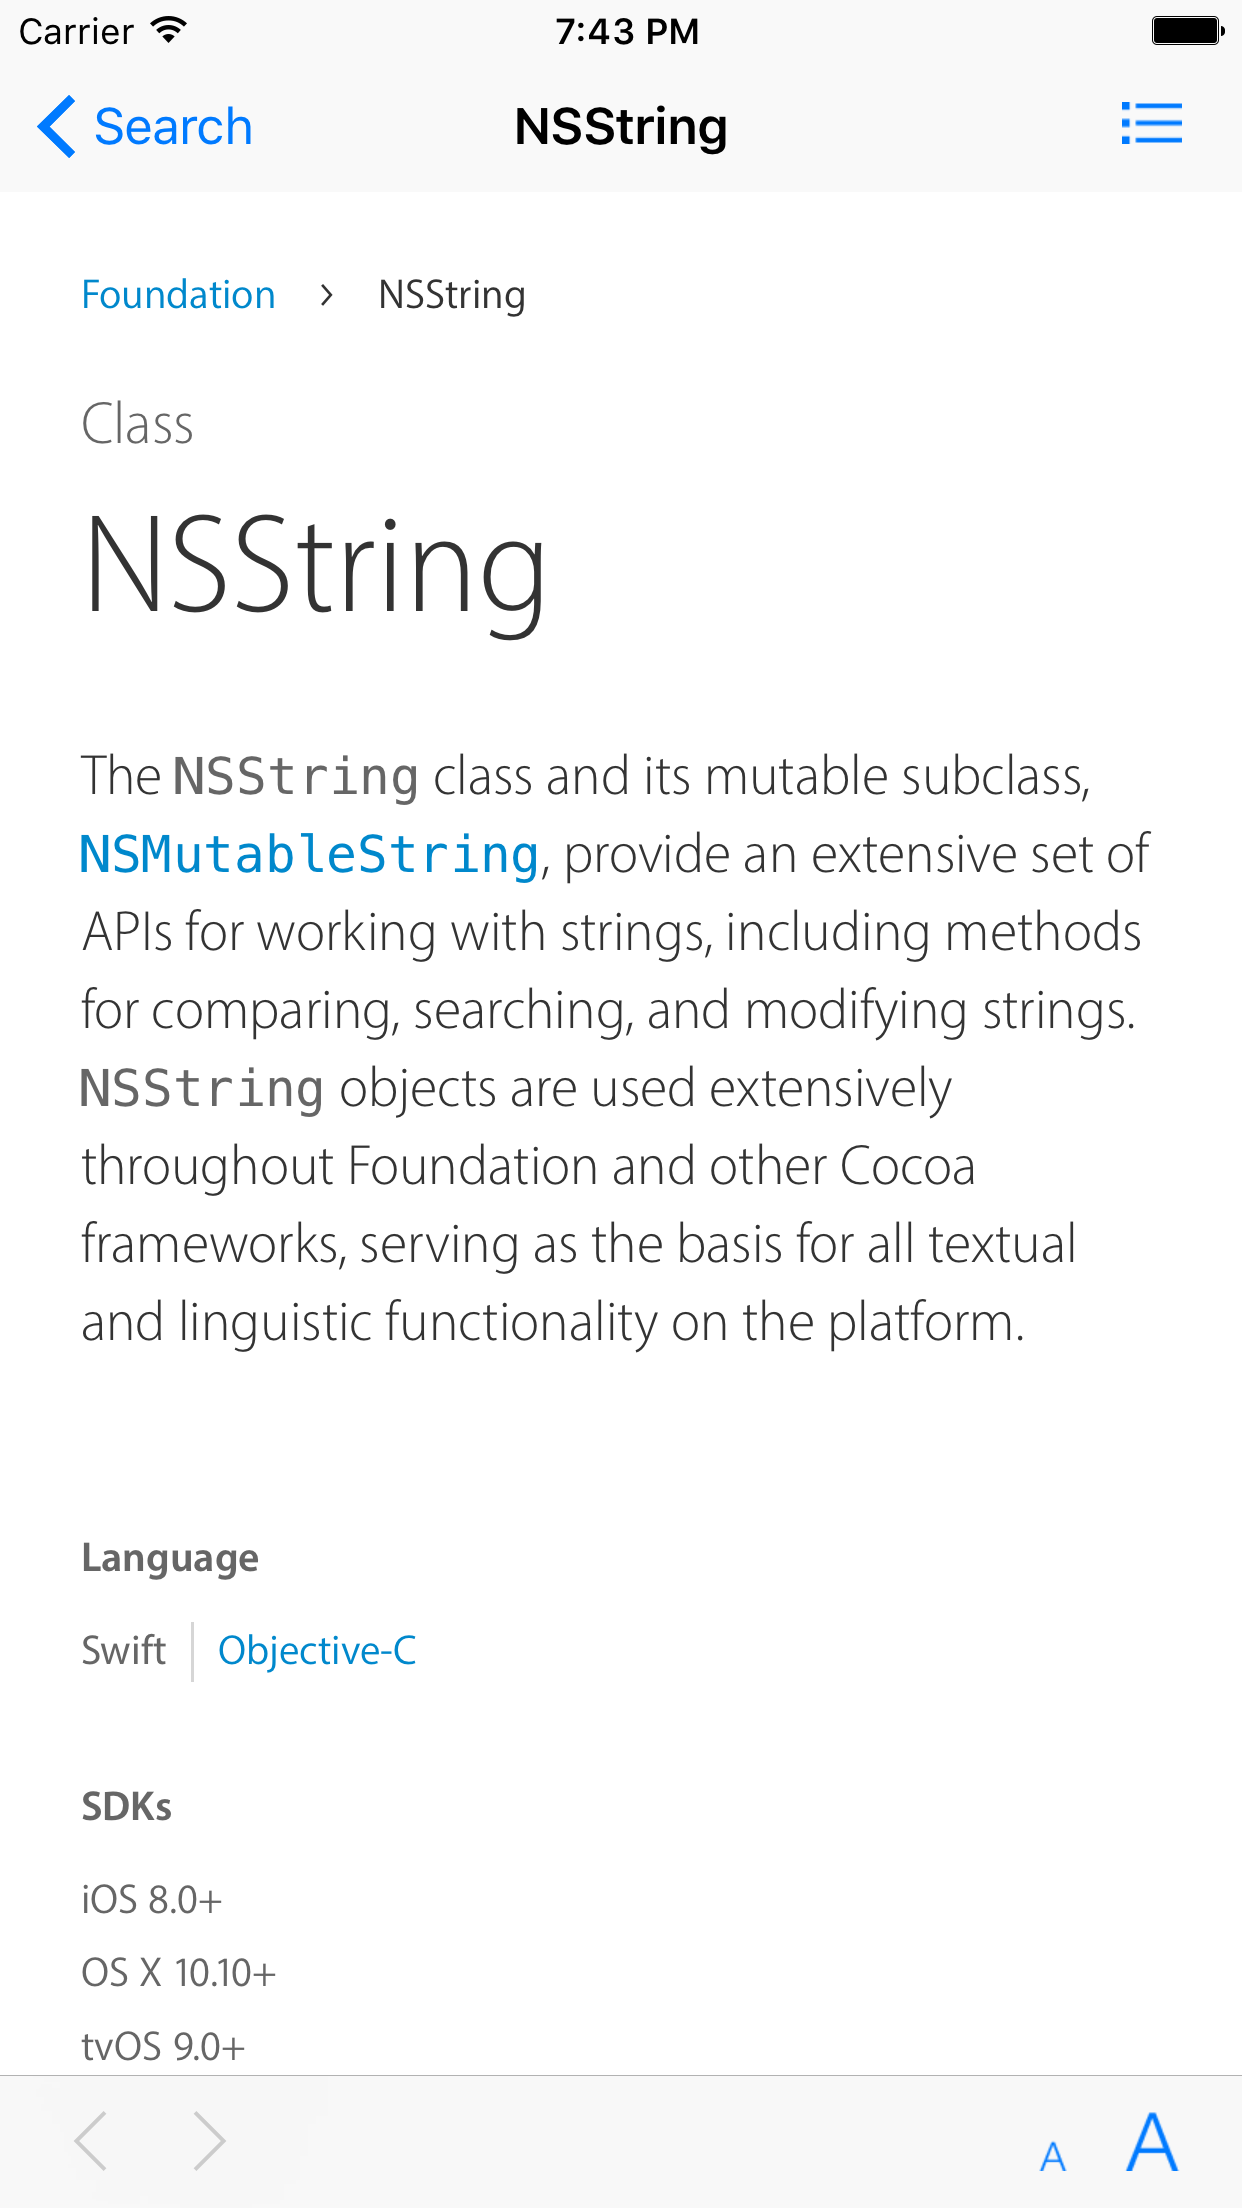 Carrier 7:43 PM
Search NSString
Foundation > NSString
Class
NSString
The NSString class and its mutable subclass,
NSMutableString, provide an extensive set of
APIs for working with strings, including methods
for comparing, searching, and modifying strings.
NSString objects are used extensively
throughout Foundation and other Cocoa
frameworks, serving as the basis for all textual
and linguistic functionality on the platform.
Language
Swift Objective-C
SDKs
iOS 8.0+
OS X 10.10+
tvOS 9.0+
A A